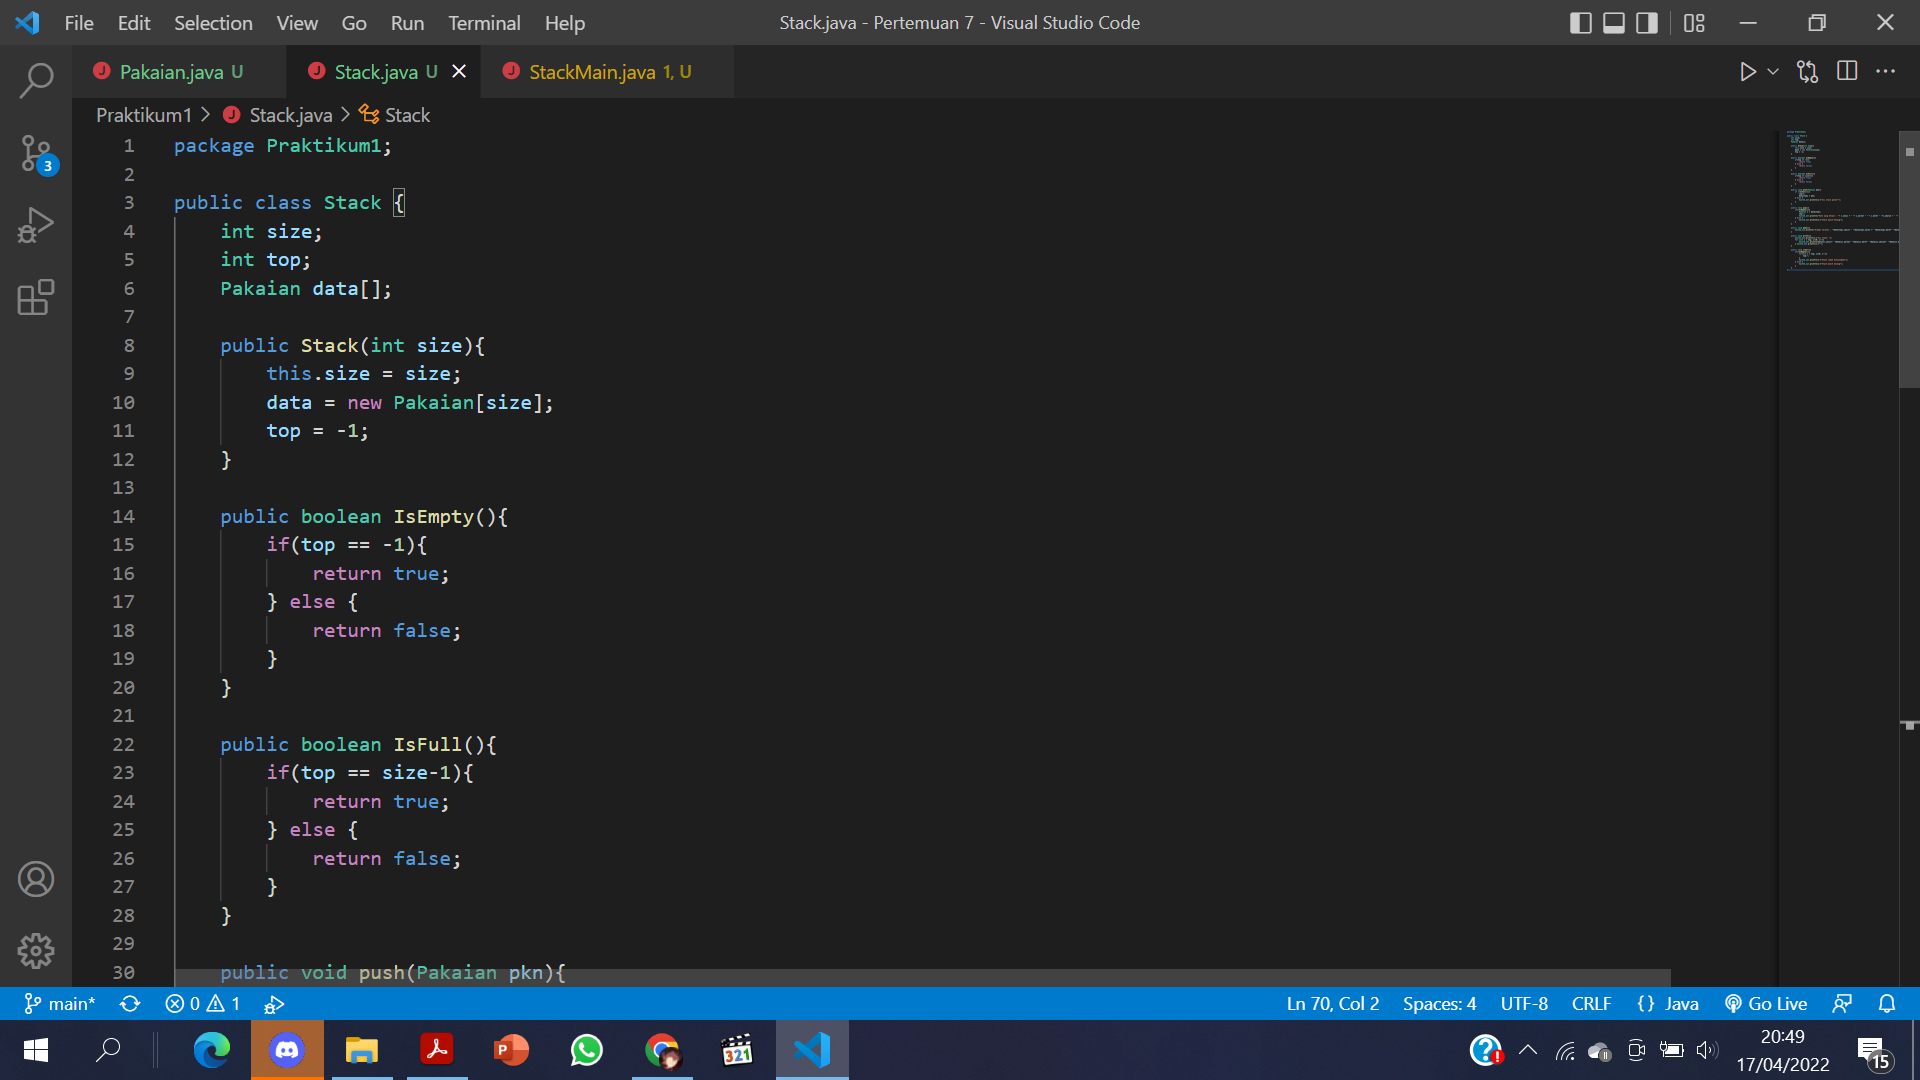 File Edit Selection View Go Run Terminal Help
Stack.java - Pertemuan 7 - Visual Studio Code
Pakaian.java U
Stack.java U
StackMain.java 1, U
Praktikum1 > Stack.java > Stack
1 package Praktikum1;
2
3 public class Stack {
4 int size;
5 int top;
6 Pakaian data[];
7
8 public Stack(int size){
9 this.size = size;
10 data = new Pakaian[size];
11 top = -1;
12 }
13
14 public boolean IsEmpty(){
15 if(top == -1){
16 return true;
17 } else {
18 return false;
19 }
20 }
21
22 public boolean IsFull(){
23 if(top == size-1){
24 return true;
25 } else {
26 return false;
27 }
28 }
29
30 public void push(Pakaian pkn){
3
main* 0 1
Ln 70, Col 2 Spaces: 4 UTF-8 CRLF {} Java Go Live
321
20:49
17/04/2022
15